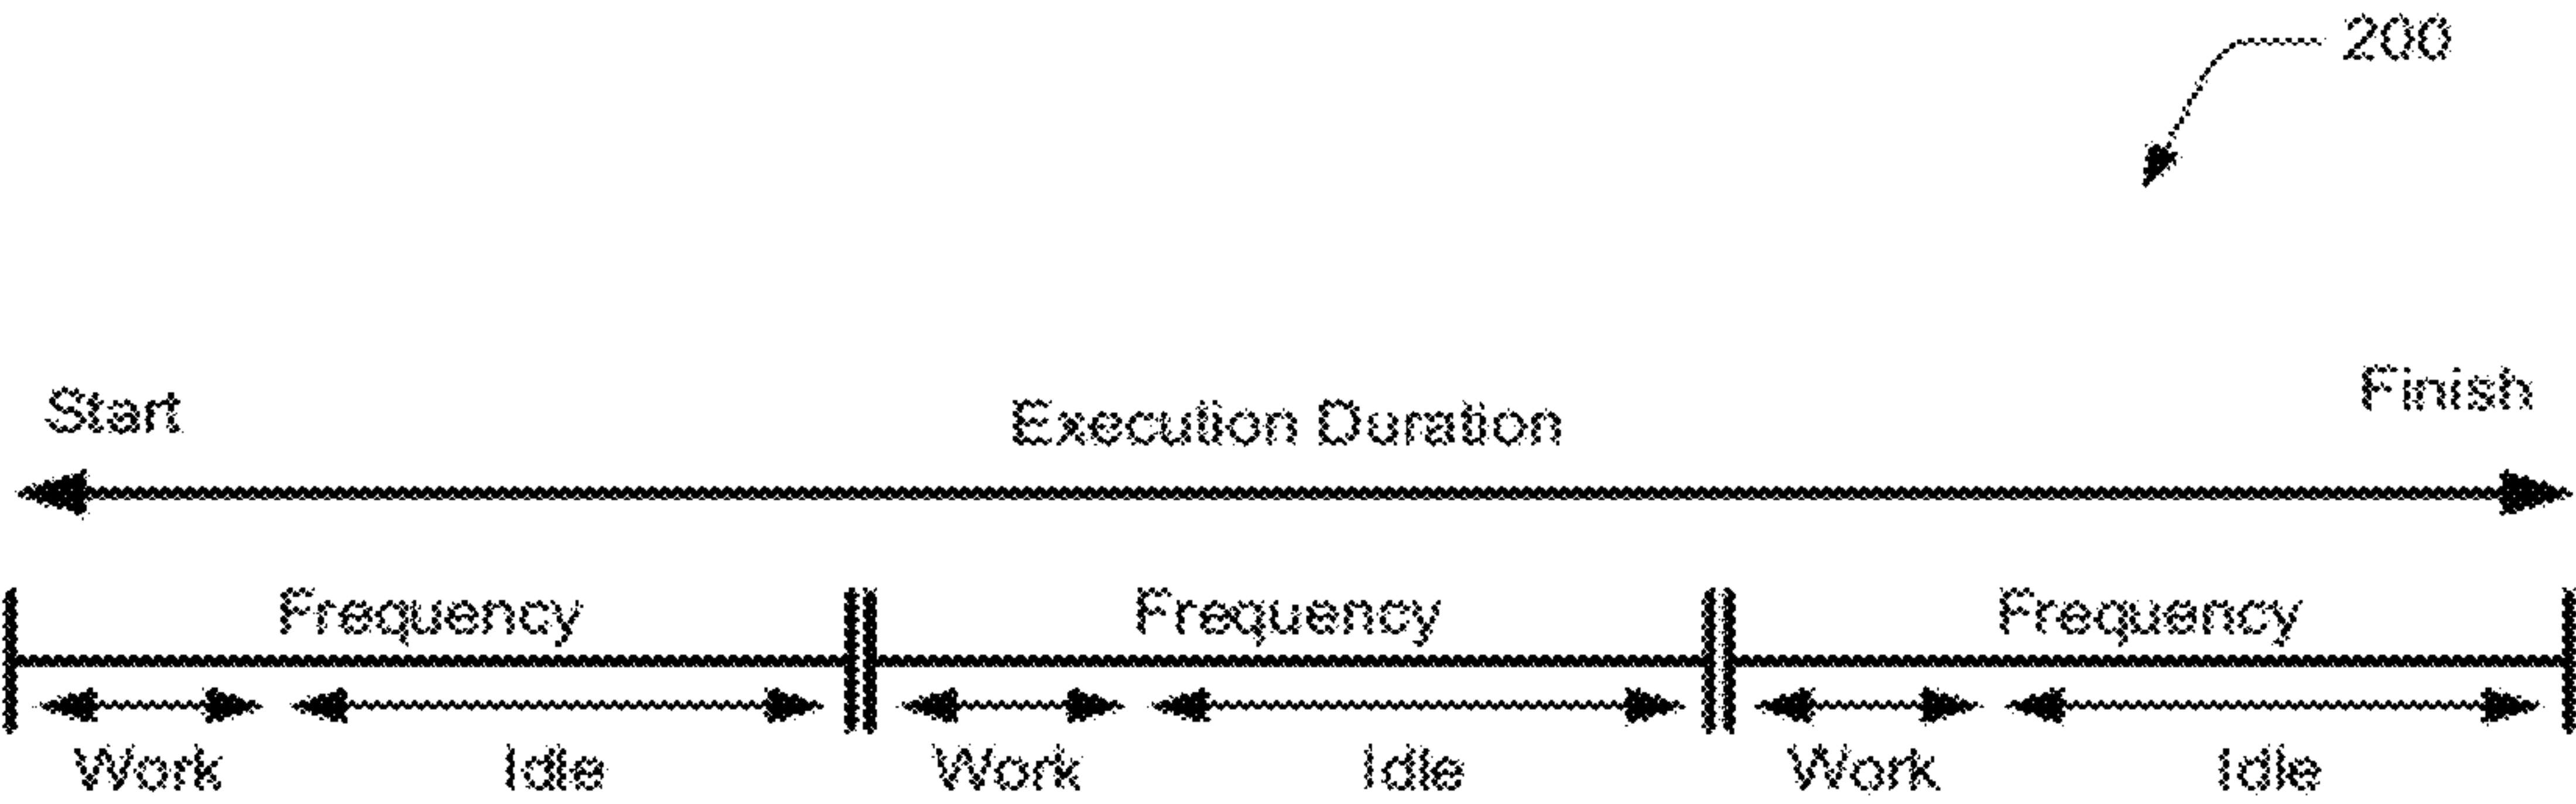 200
Start Execution Duration Finish
Frequency Frequency Frequency
Work Idle Work Idle Work Idle